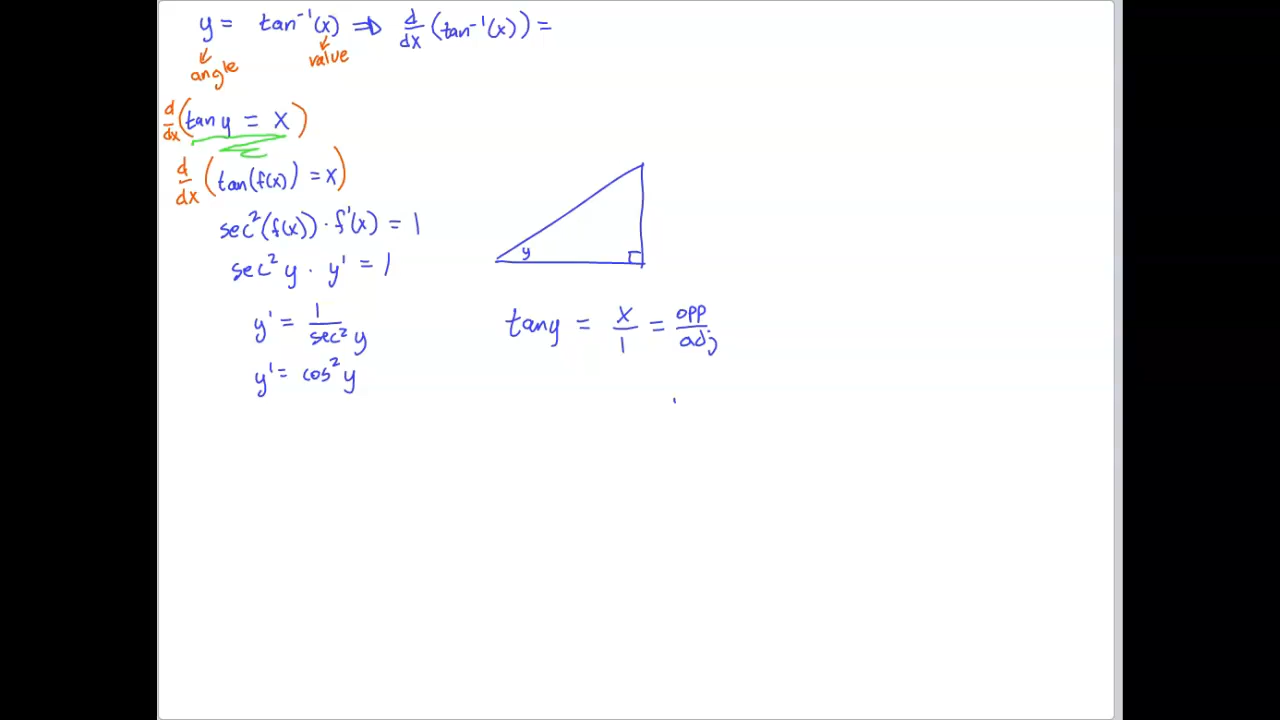 y = tan⁻¹(x) ⇒ d/dx (tan⁻¹(x)) =
angle value
d/dx (tan y = x)
d/dx (tan(f(x)) = x)
sec²(f(x)) · f'(x) = 1
sec² y · y' = 1
y' = 1/sec² y
y' = cos² y
y
tan y = x/1 = opp/adj